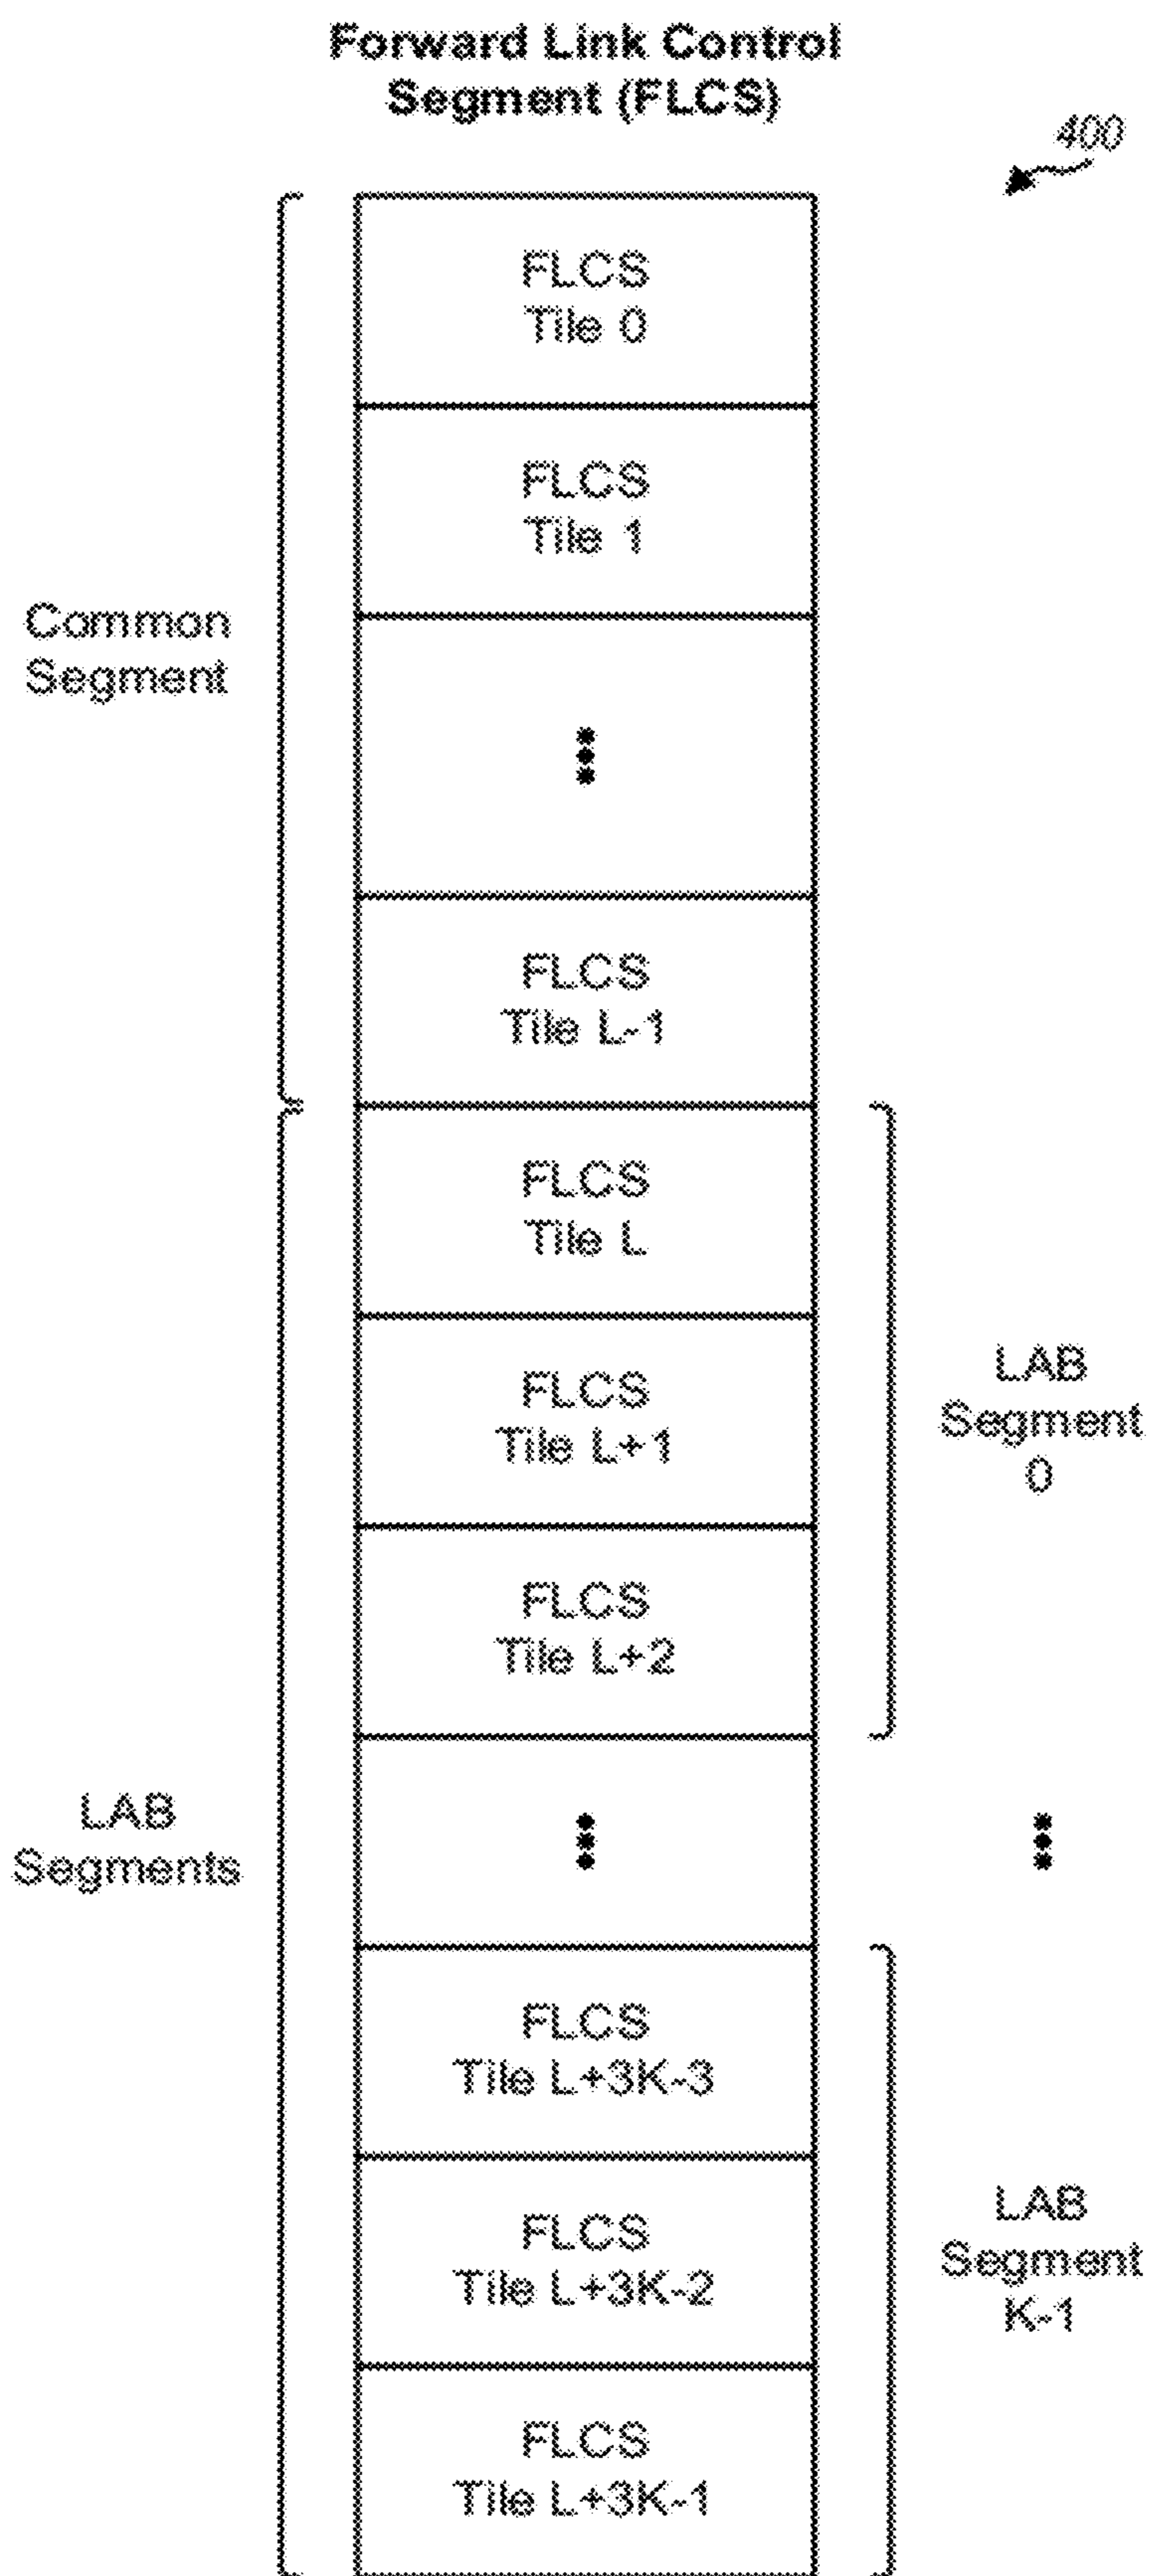 Forward Link Control
Segment (FLCS)
400
FLCS
Tile 0
FLCS
Tile 1
Common
Segment
FLCS
Tile L-1
FLCS
Tile L
FLCS
Tile L+1
LAB
Segment
0
FLCS
Tile L+2
LAB
Segments
FLCS
Tile L+3K-3
FLCS
Tile L+3K-2
LAB
Segment
K-1
FLCS
Tile L+3K-1